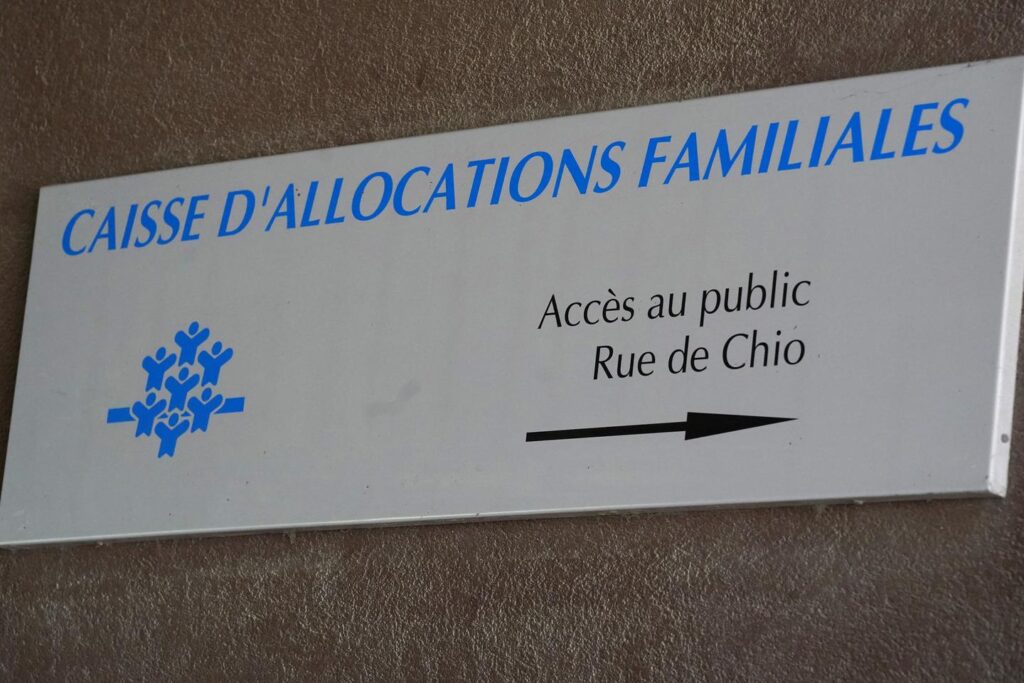 CAISSE D'ALLOCATIONS FAMILIALES
Accès au public
Rue de Chio